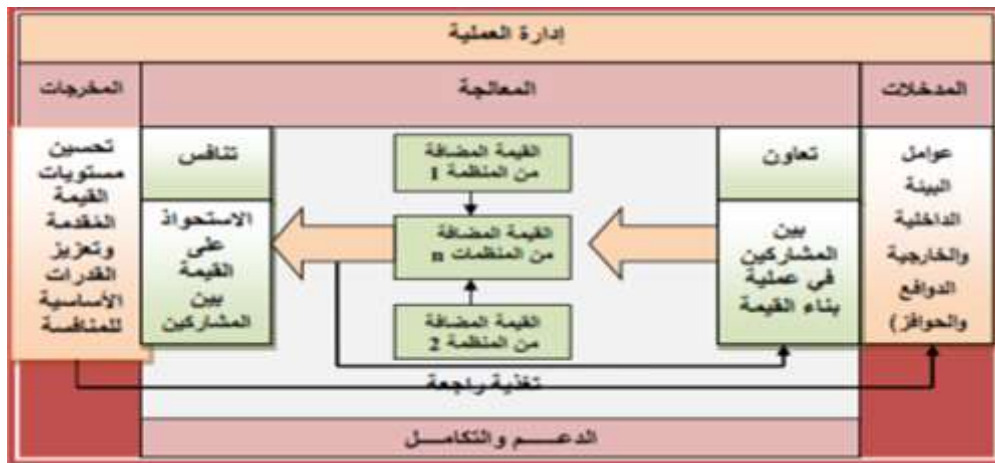 إدارة العملية
المدخلات
المعالجة
المخرجات
عوامل
البيئة
الداخلية
والخارجية
الدوافع
والحوافز)
تعاون
بين
المشاركين
في عملية
بناء القيمة
القيمة المضافة
من المنظمة 1
القيمة المضافة
من المنظمات n
القيمة المضافة
من المنظمة 2
تنافس
الاستحواذ
على
القيمة
بين
المشاركين
تحسين
مستويات
القيمة
المقدمة
وتعزيز
القدرات
الأساسية
للمنافسة
تغذية راجعة
الدعـــــم والتكامـــــل